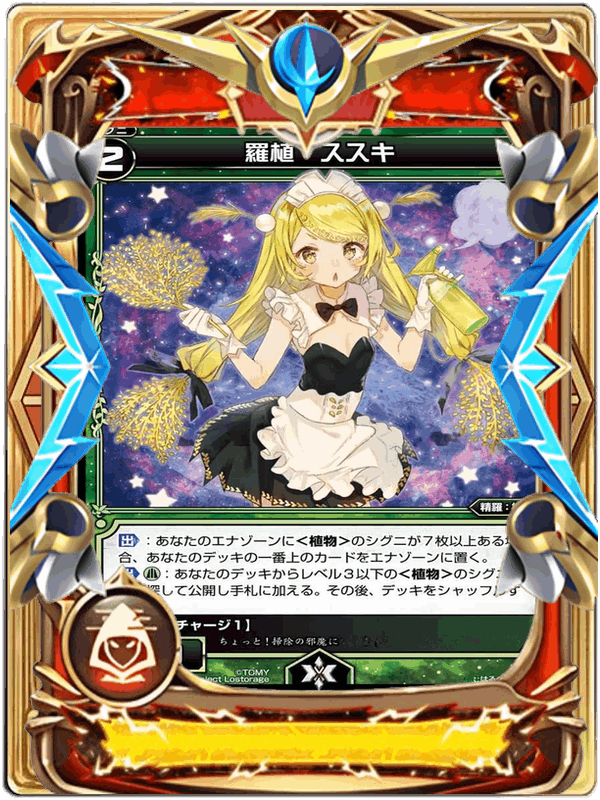 2
羅植 ススキ
精羅：
出：あなたのエナゾーンに＜植物＞のシグニが７枚以上ある場
合、あなたのデッキの一番上のカードをエナゾーンに置く。
：あなたのデッキからレベル３以下の＜植物＞のシグニ
探して公開し手札に加える。その後、デッキをシャッフルす
チャージ１】
ちょっと！掃除の邪魔に
©TOMY
ject Lostorage